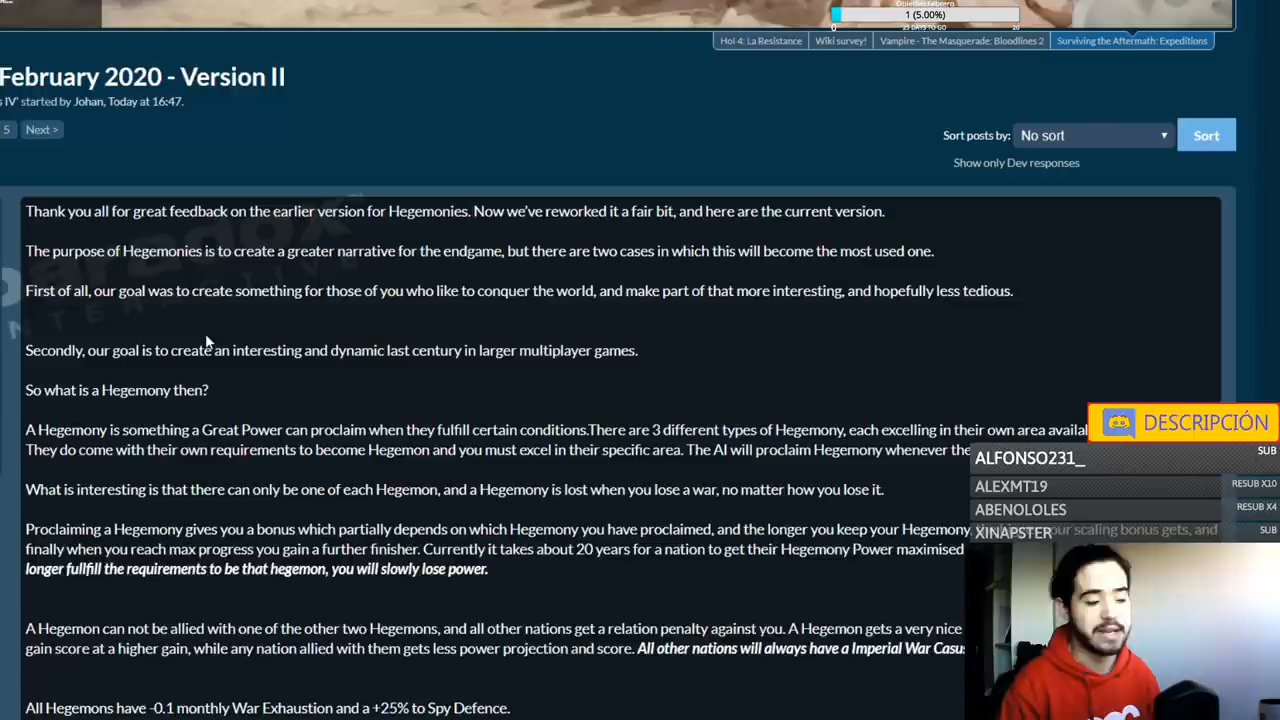 Objetivo Febrero
1 (5.00%)
0
25 DAYS TO GO
20
HoI 4: La Resistance
Wiki survey!
Vampire - The Masquerade: Bloodlines 2
Surviving the Aftermath: Expeditions
February 2020 - Version II
s IV' started by Johan, Today at 16:47.
5
Next >
Sort posts by:
No sort
Sort
Show only Dev responses
Thank you all for great feedback on the earlier version for Hegemonies. Now we've reworked it a fair bit, and here are the current version.
The purpose of Hegemonies is to create a greater narrative for the endgame, but there are two cases in which this will become the most used one.
First of all, our goal was to create something for those of you who like to conquer the world, and make part of that more interesting, and hopefully less tedious.
Secondly, our goal is to create an interesting and dynamic last century in larger multiplayer games.
So what is a Hegemony then?
A Hegemony is something a Great Power can proclaim when they fulfill certain conditions.There are 3 different types of Hegemony, each excelling in their own area availal
They do come with their own requirements to become Hegemon and you must excel in their specific area. The AI will proclaim Hegemony whenever the
What is interesting is that there can only be one of each Hegemon, and a Hegemony is lost when you lose a war, no matter how you lose it.
Proclaiming a Hegemony gives you a bonus which partially depends on which Hegemony you have proclaimed, and the longer you keep your Hegemony your scaling bonus gets, and
finally when you reach max progress you gain a further finisher. Currently it takes about 20 years for a nation to get their Hegemony Power maximised
longer fullfill the requirements to be that hegemon, you will slowly lose power.
A Hegemon can not be allied with one of the other two Hegemons, and all other nations get a relation penalty against you. A Hegemon gets a very nice
gain score at a higher gain, while any nation allied with them gets less power projection and score. All other nations will always have a Imperial War Casus
All Hegemons have -0.1 monthly War Exhaustion and a +25% to Spy Defence.
DESCRIPCIÓN
ALFONSO231_ SUB
ALEXMT19 RESUB X10
ABENOLOLES RESUB X4
XINAPSTER SUB